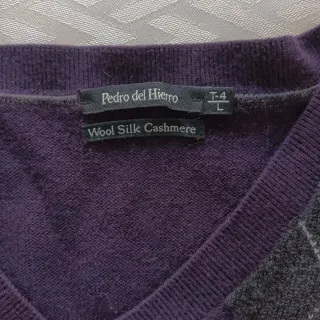 Pedro del Hierro
T-4
L
Wool Silk Cashmere